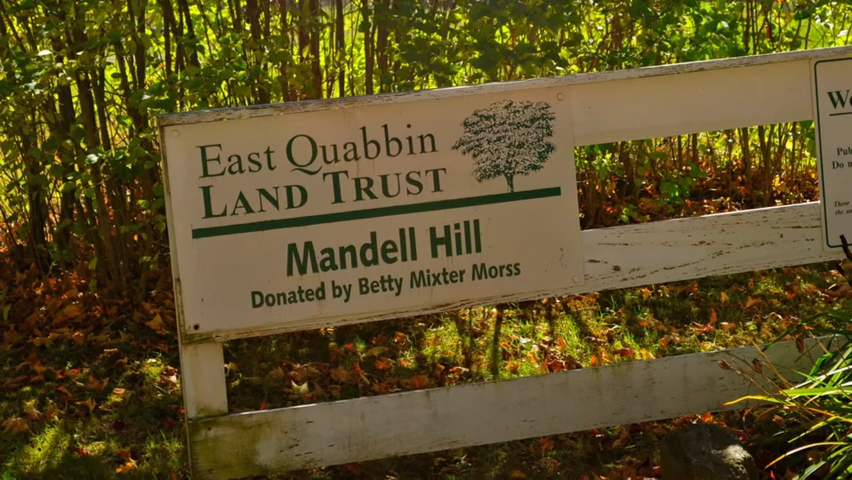 East Quabbin
LAND TRUST
Mandell Hill
Donated by Betty Mixter Morss